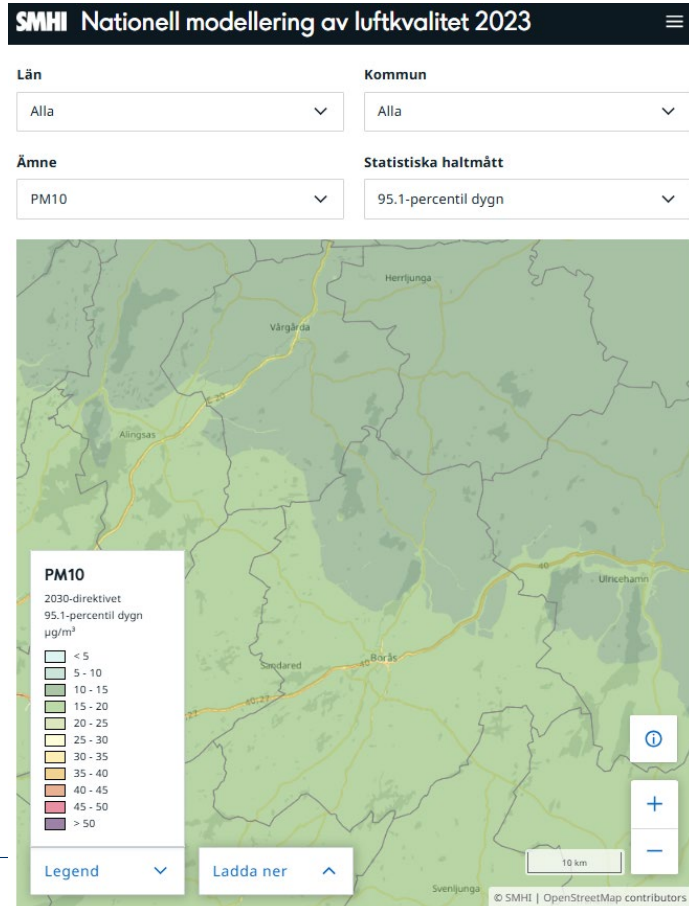 SMHI Nationell modellering av luftkvalitet 2023
Län
Kommun
Alla
Alla
Ämne
Statistiska haltmått
PM10
95.1-percentil dygn
Herrljunga
Vårgårda
E 20
Alingsås
40
Ulricehamn
Borås
40
Sandared
40;27
27
PM10
2030-direktivet
95.1-percentil dygn
µg/m³
< 5
5 - 10
10 - 15
15 - 20
20 - 25
25 - 30
30 - 35
35 - 40
40 - 45
45 - 50
> 50
Legend
Ladda ner
10 km
Svenljunga
© SMHI | OpenStreetMap contributors